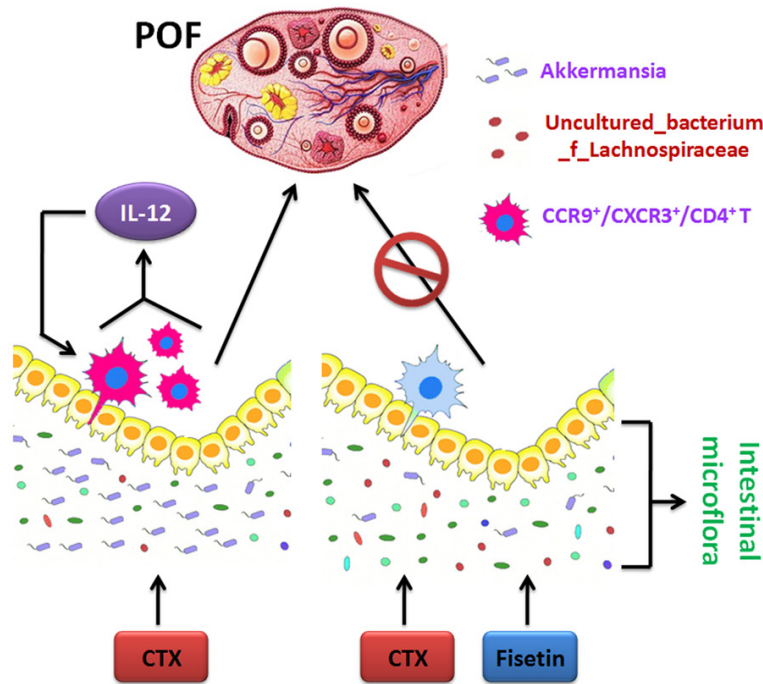 POF
Akkermansia
Uncultured_bacterium
_f_Lachnospiraceae
CCR9⁺/CXCR3⁺/CD4⁺ T
IL-12
Intestinal
microflora
CTX
CTX
Fisetin